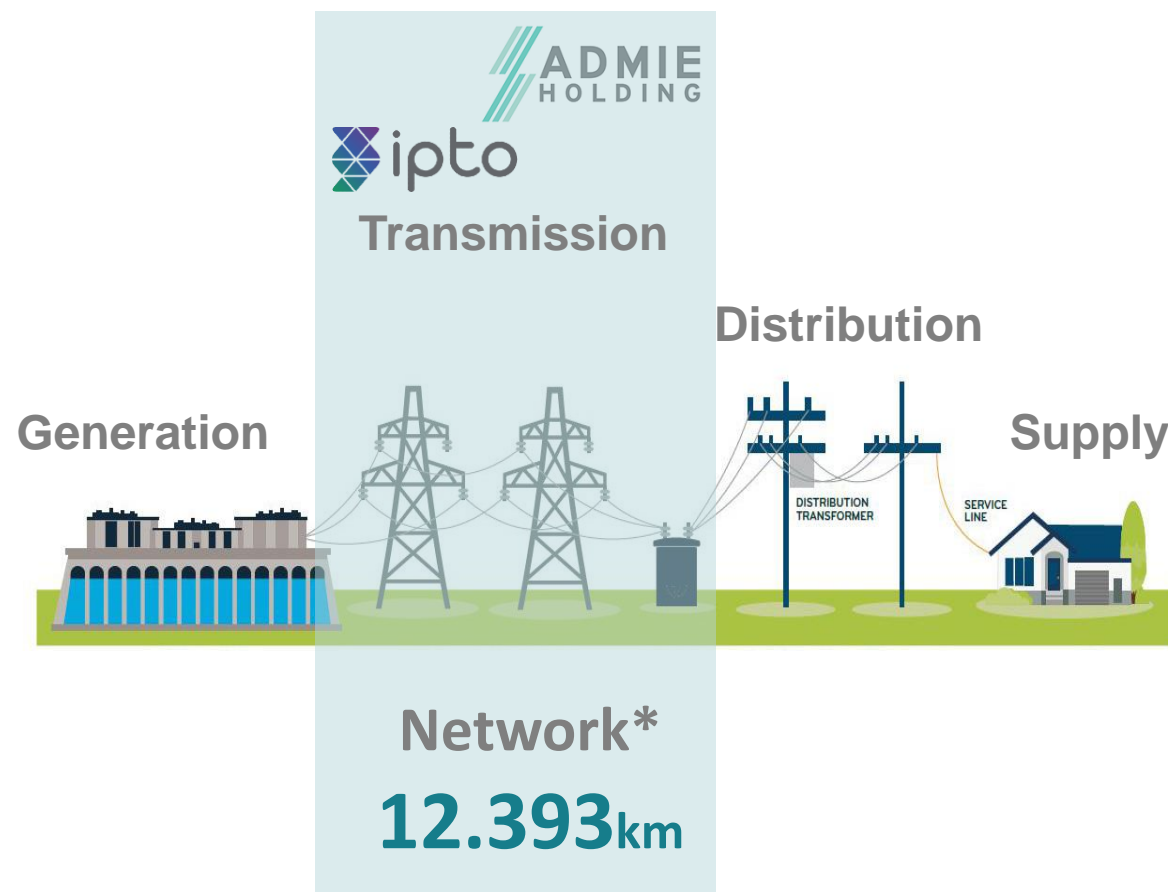 ADMIE
HOLDING
ipto
Transmission
Distribution
Generation
Supply
DISTRIBUTION
TRANSFORMER
SERVICE
LINE
Network*
12.393km